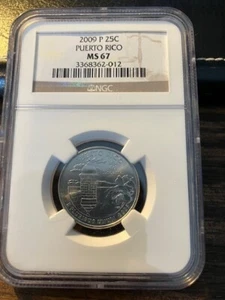 2009 P 25C
PUERTO RICO
MS 67
3368362-012
NGC